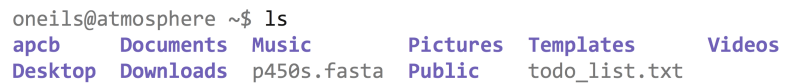 oneils@atmosphere ~$ ls
apcb Documents Music Pictures Templates Videos
Desktop Downloads p450s.fasta Public todo_list.txt